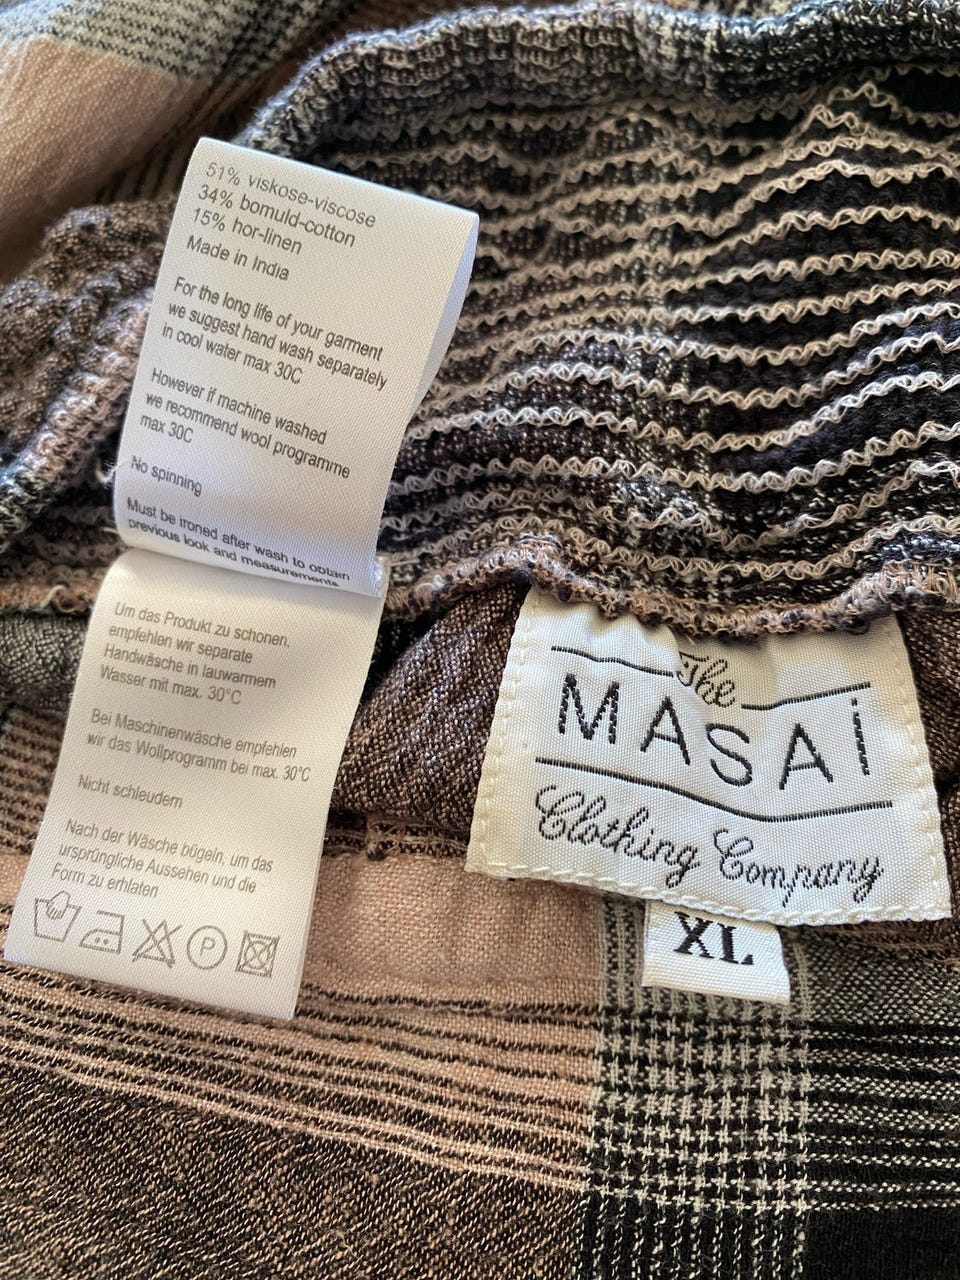 51% viskose-viscose
34% bomuld-cotton
15% hor-linen
Made in India
For the long life of your garment
we suggest hand wash separately
in cool water max 30C
However if machine washed
we recommend wool programme
max 30C
No spinning
Must be ironed after wash to obtain
previous look and measurements
Um das Produkt zu schonen,
empfehlen wir separate
Handwäsche in lauwarmem
Wasser mit max. 30°C
Bei Maschinenwäsche empfehlen
wir das Wollprogramm bei max. 30°C
Nicht schleudern
Nach der Wäsche bügeln, um das
ursprüngliche Aussehen und die
Form zu erhlaten
P
The
MASAI
Clothing Company
XL